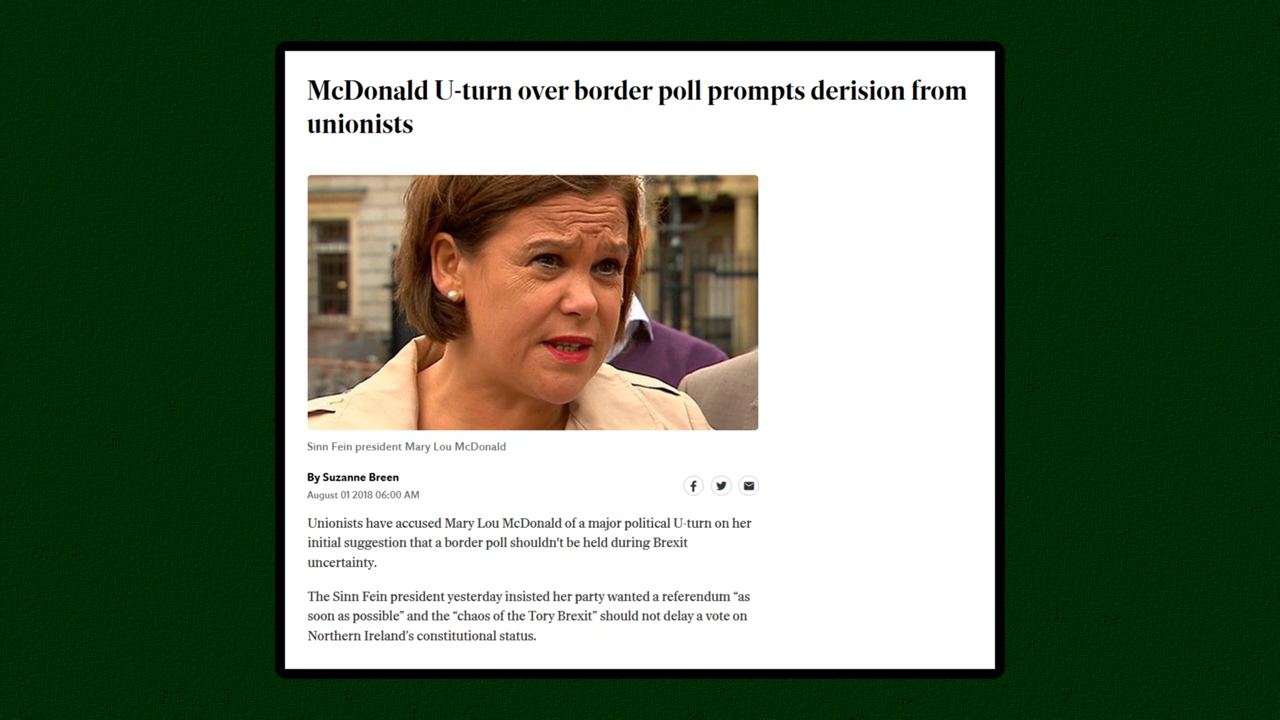 McDonald U-turn over border poll prompts derision from
unionists
Sinn Fein president Mary Lou McDonald
By Suzanne Breen
August 01 2018 06:00 AM
Unionists have accused Mary Lou McDonald of a major political U-turn on her
initial suggestion that a border poll shouldn't be held during Brexit
uncertainty.
The Sinn Fein president yesterday insisted her party wanted a referendum “as
soon as possible” and the “chaos of the Tory Brexit” should not delay a vote on
Northern Ireland's constitutional status.